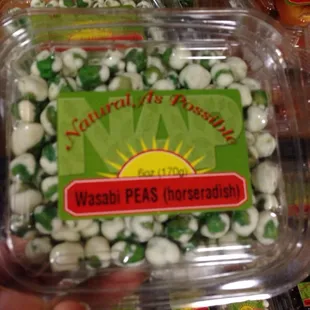 Natural As Possible
NAP
6oz (170g)
Wasabi PEAS (horseradish)